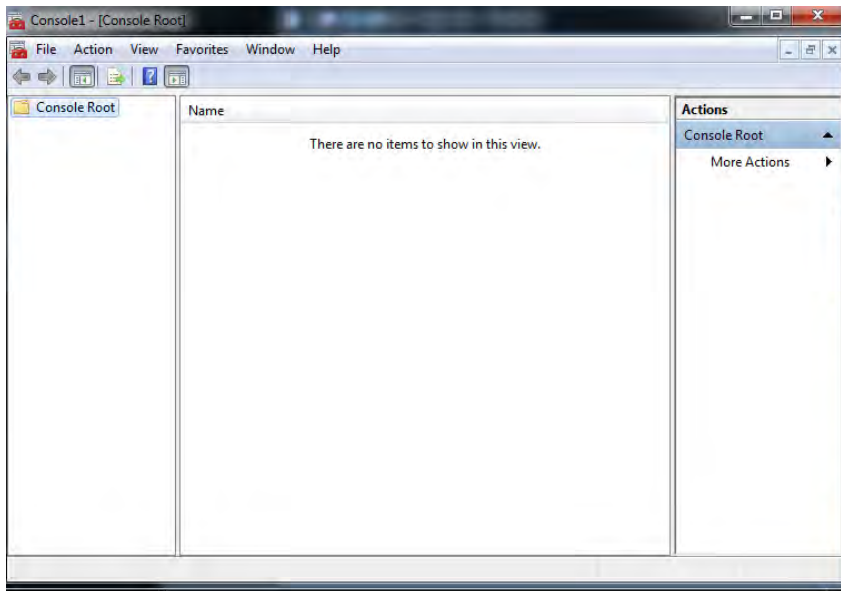 Console1 - [Console Root]
File Action View Favorites Window Help
Console Root
Name
There are no items to show in this view.
Actions
Console Root
More Actions